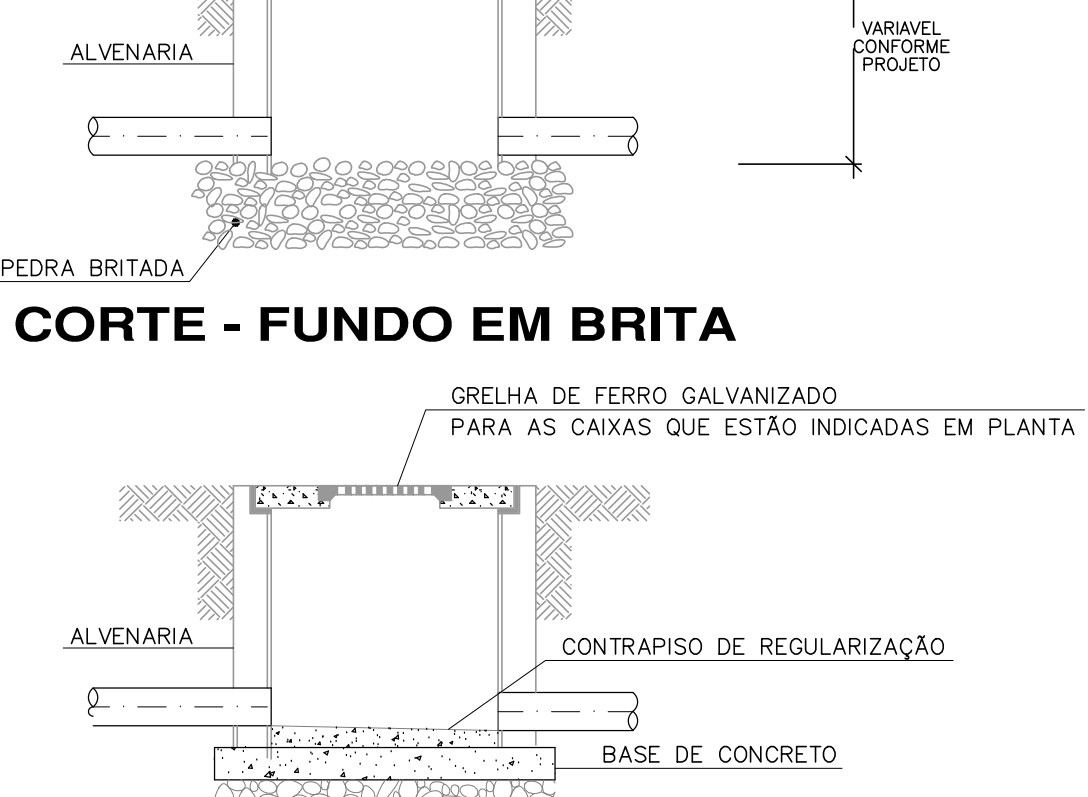 ALVENARIA
VARIAVEL
CONFORME
PROJETO
PEDRA BRITADA
CORTE - FUNDO EM BRITA
GRELHA DE FERRO GALVANIZADO
PARA AS CAIXAS QUE ESTÃO INDICADAS EM PLANTA
ALVENARIA
CONTRAPISO DE REGULARIZAÇÃO
BASE DE CONCRETO